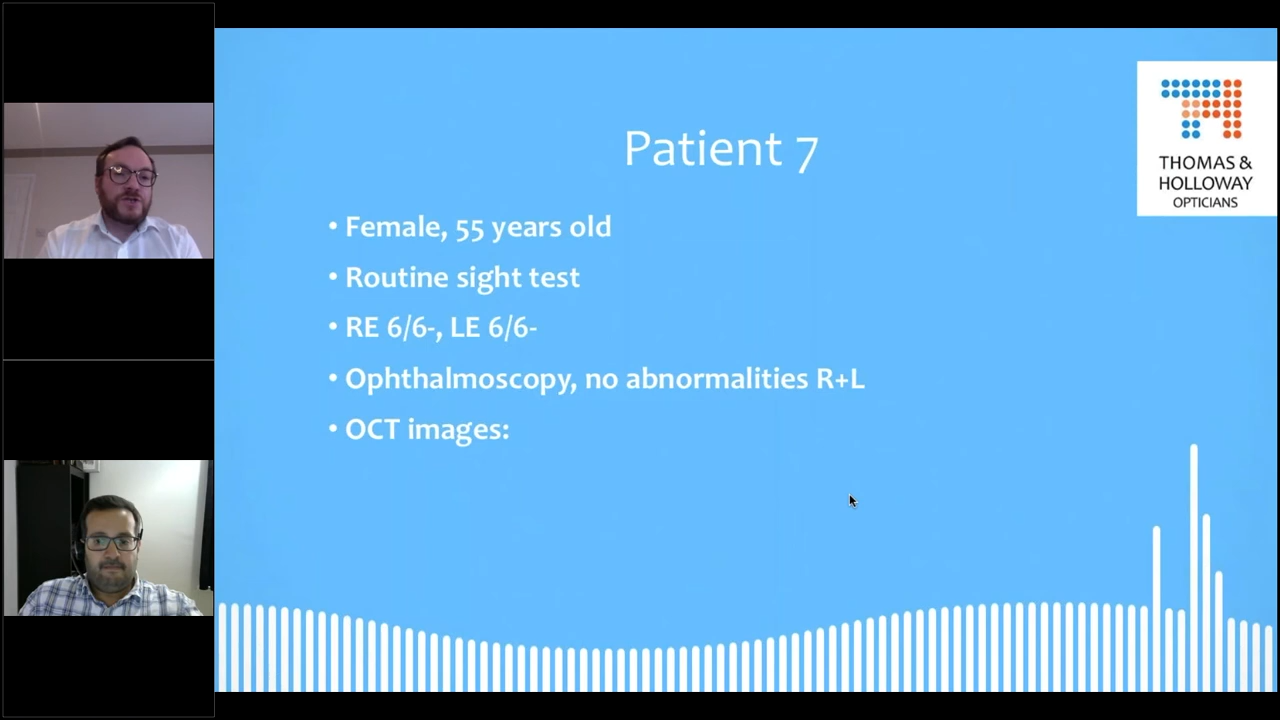 Patient 7
• Female, 55 years old
• Routine sight test
• RE 6/6-, LE 6/6-
• Ophthalmoscopy, no abnormalities R+L
• OCT images:
THOMAS &
HOLLOWAY
OPTICIANS